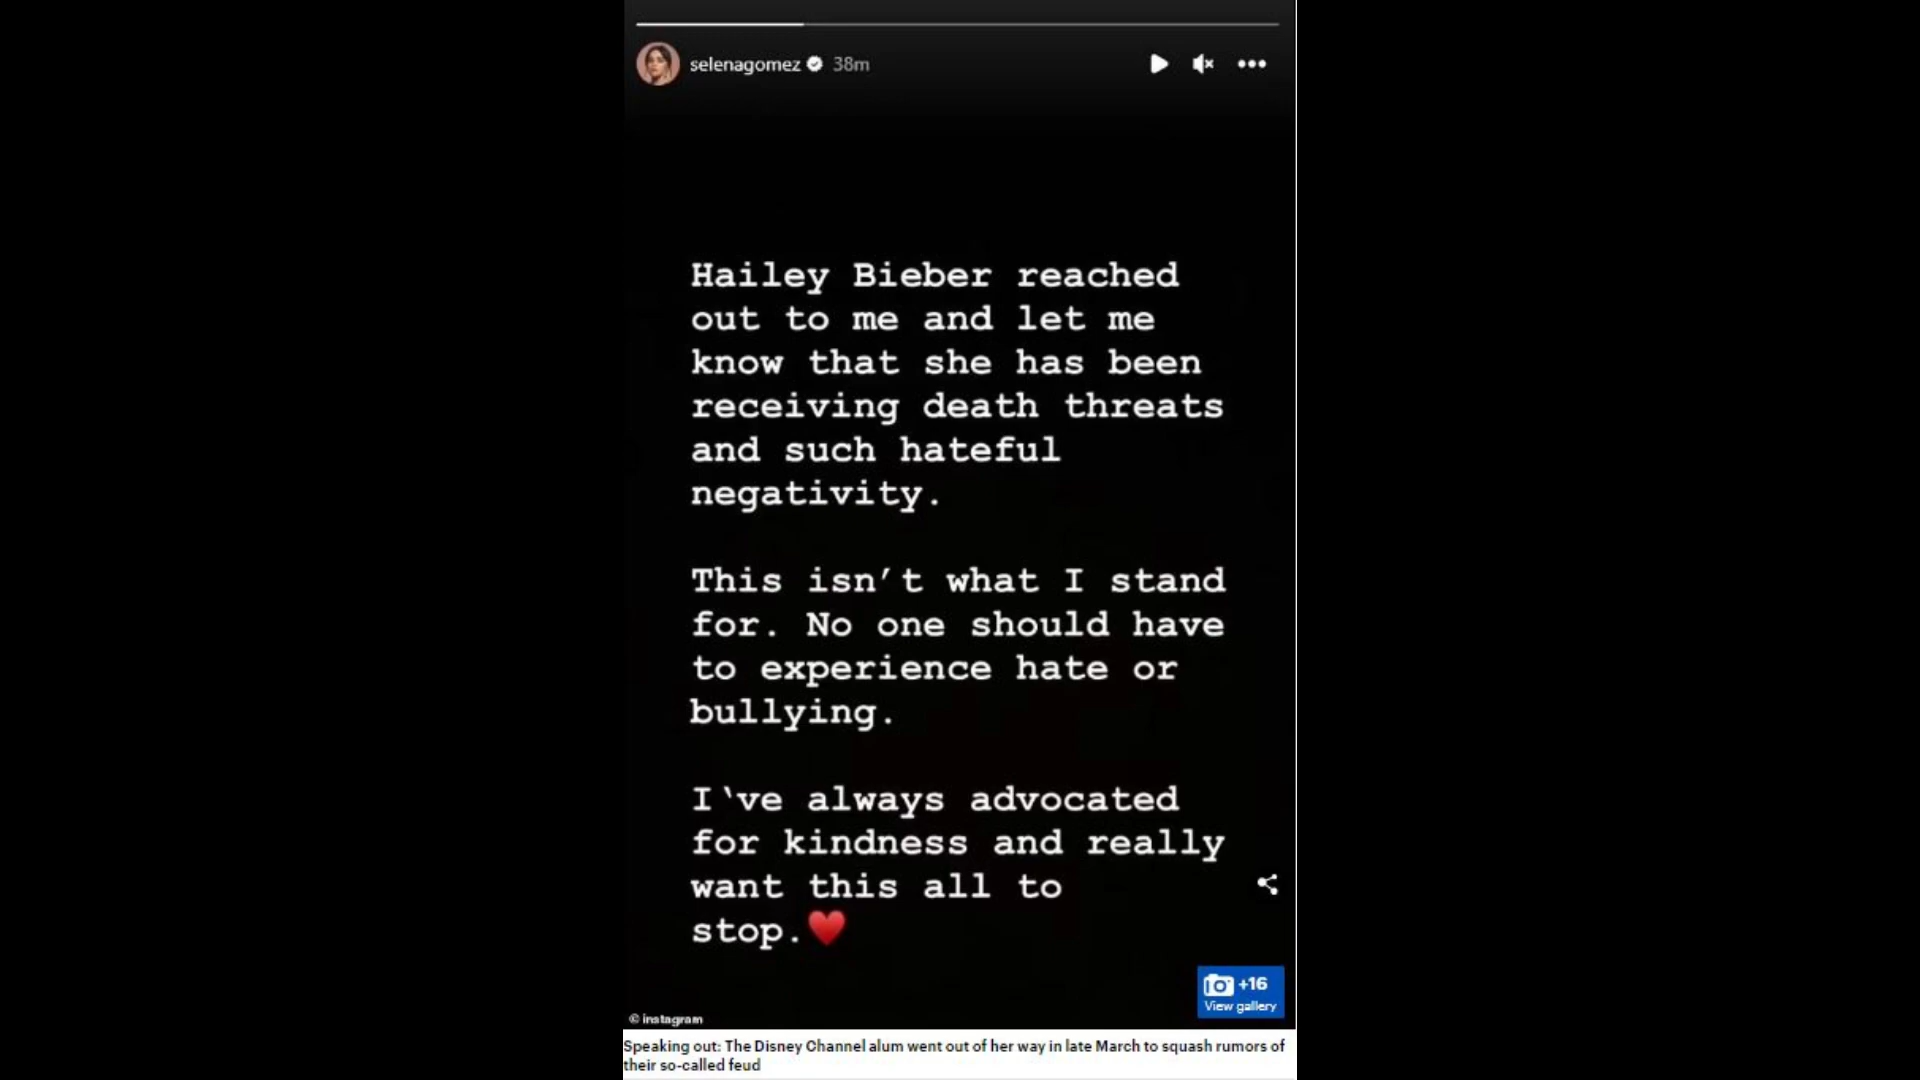 selenagomez 38m
Hailey Bieber reached
out to me and let me
know that she has been
receiving death threats
and such hateful
negativity.
This isn’t what I stand
for. No one should have
to experience hate or
bullying.
I‛ve always advocated
for kindness and really
want this all to
stop.❤️
+16
View gallery
© instagram
Speaking out: The Disney Channel alum went out of her way in late March to squash rumors of
their so-called feud